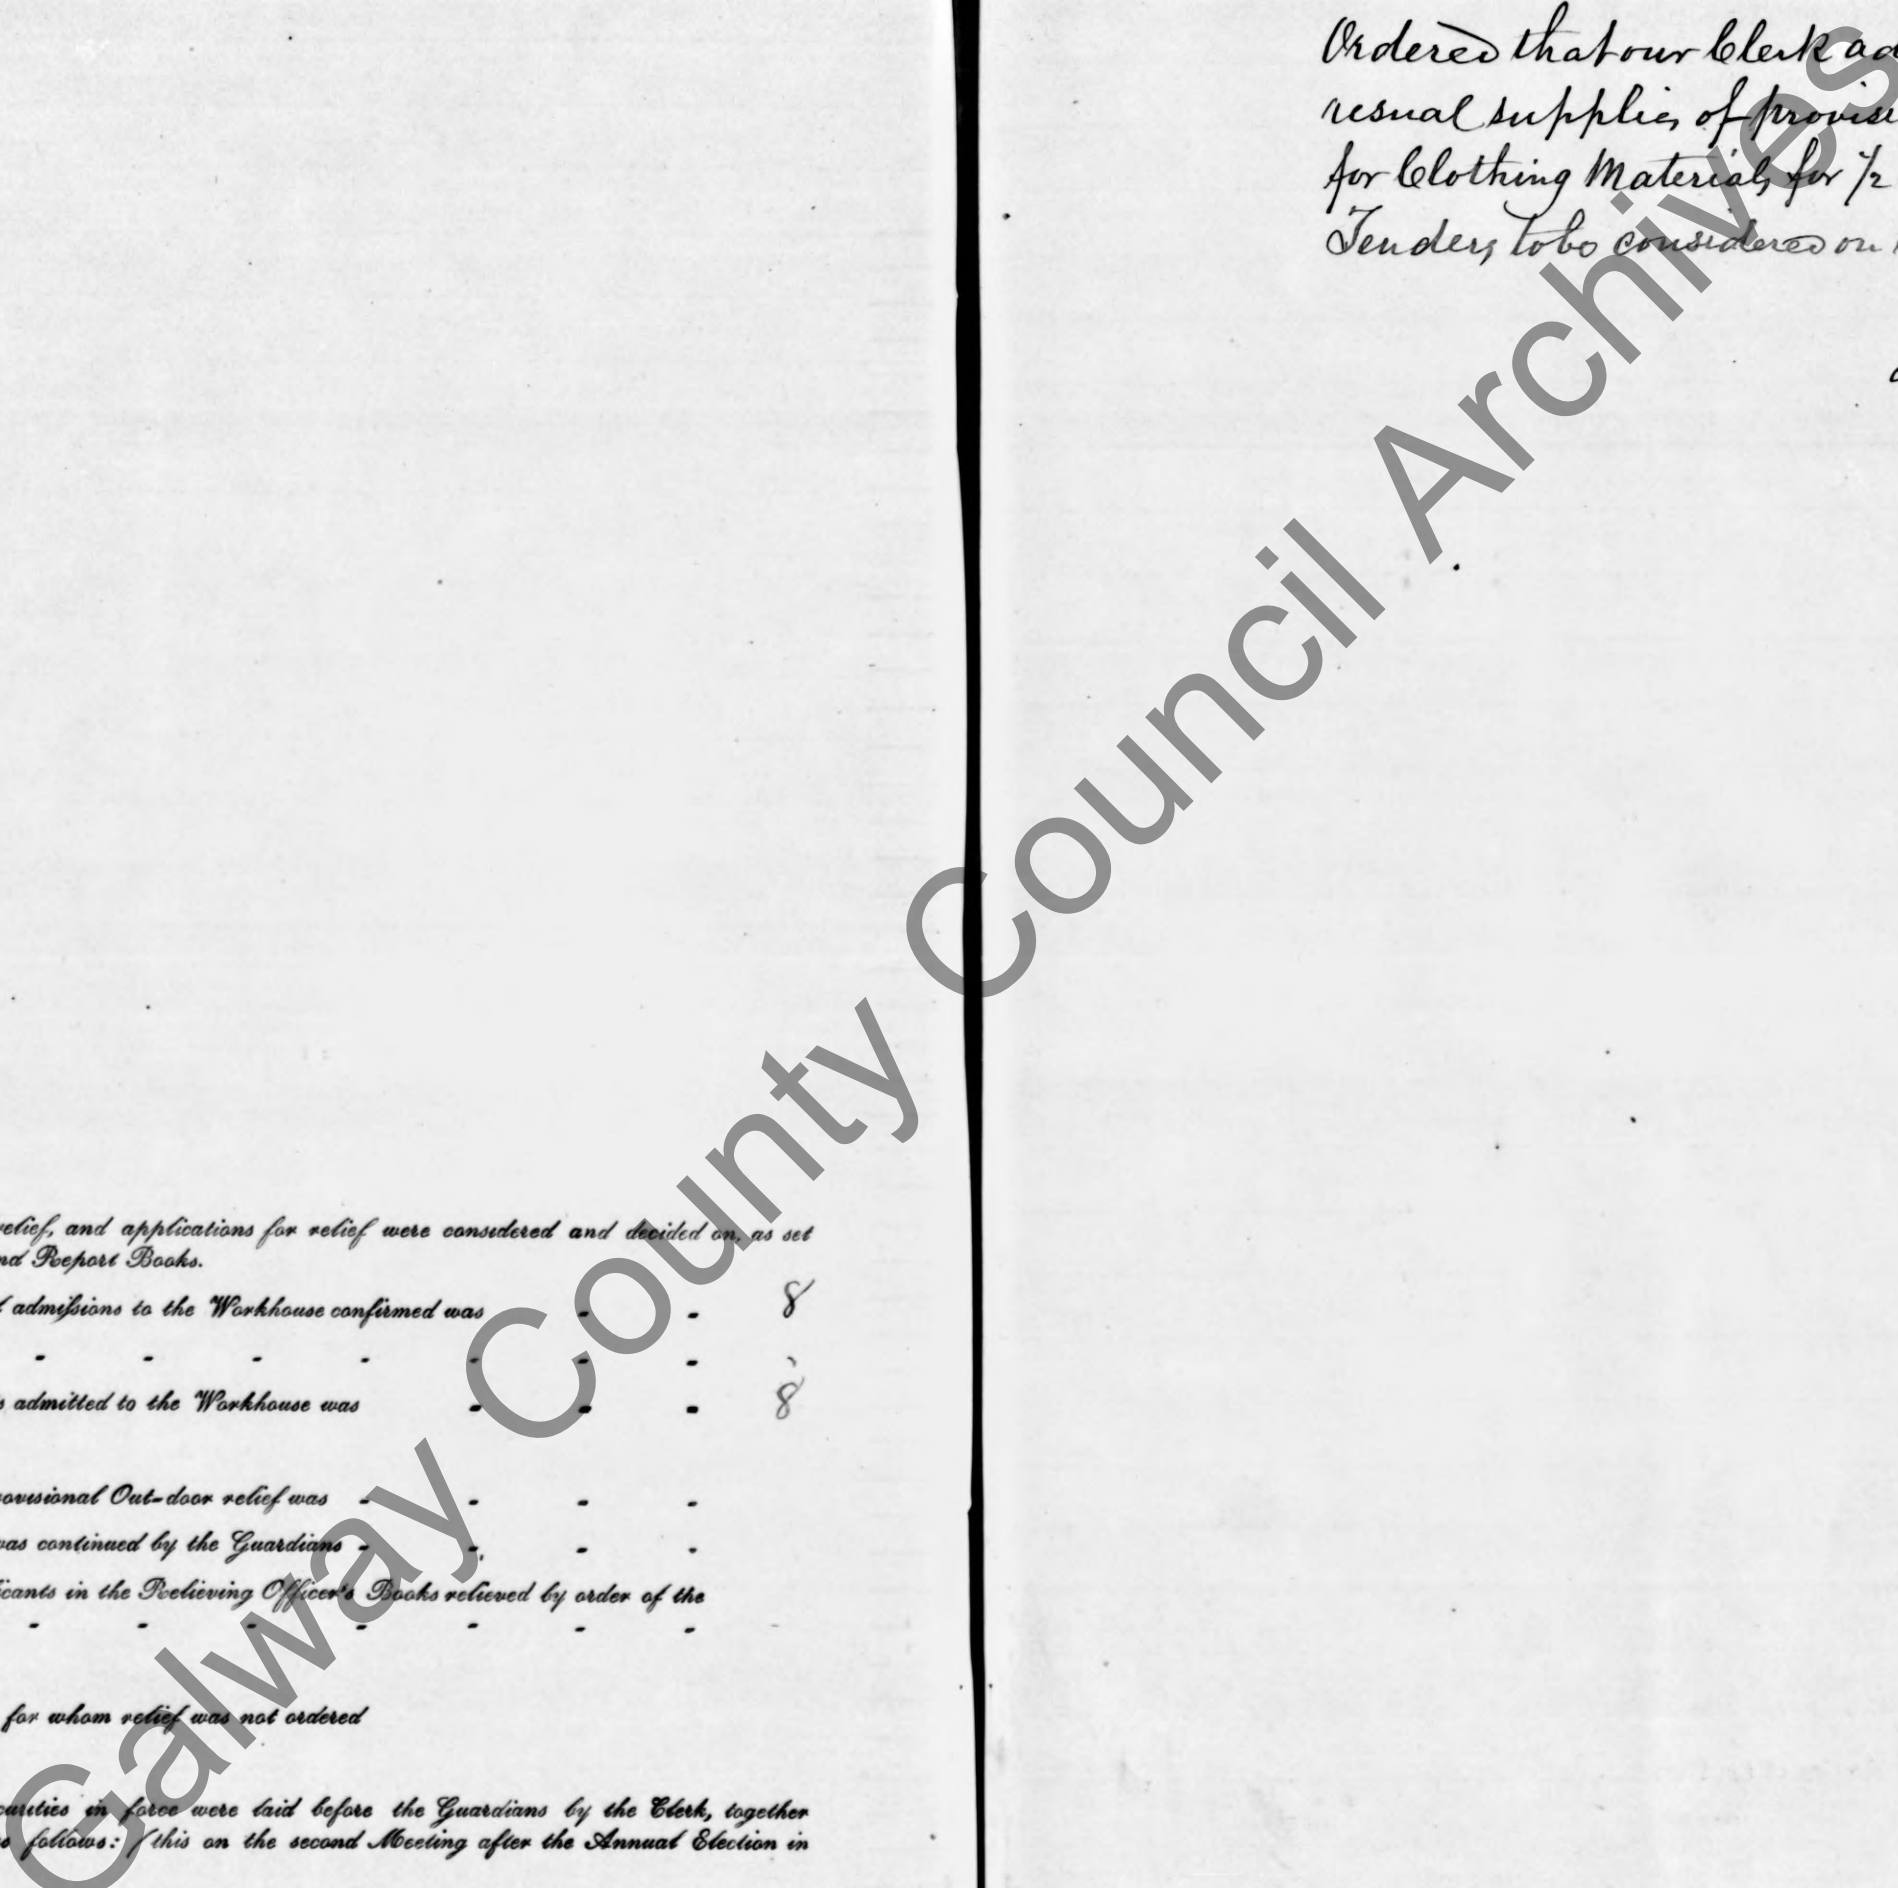 relief, and applications for relief were considered and decided on, as set
nd Report Books.
admissions to the Workhouse confirmed was - - 8
- - - - - - -
s admitted to the Workhouse was - - - 8
ovisional Out-door relief was - - - -
was continued by the Guardians - - - -
icants in the Relieving Officer's Books relieved by order of the
- - - - - - -
for whom relief was not ordered
curities in force were laid before the Guardians by the Clerk, together
s follows: (this on the second Meeting after the Annual Election in
Ordered that our Clerk ad
usual supplies of provisi
for Clothing Materials for 1/2
Tenders to be considered on
Galway County Council Archives